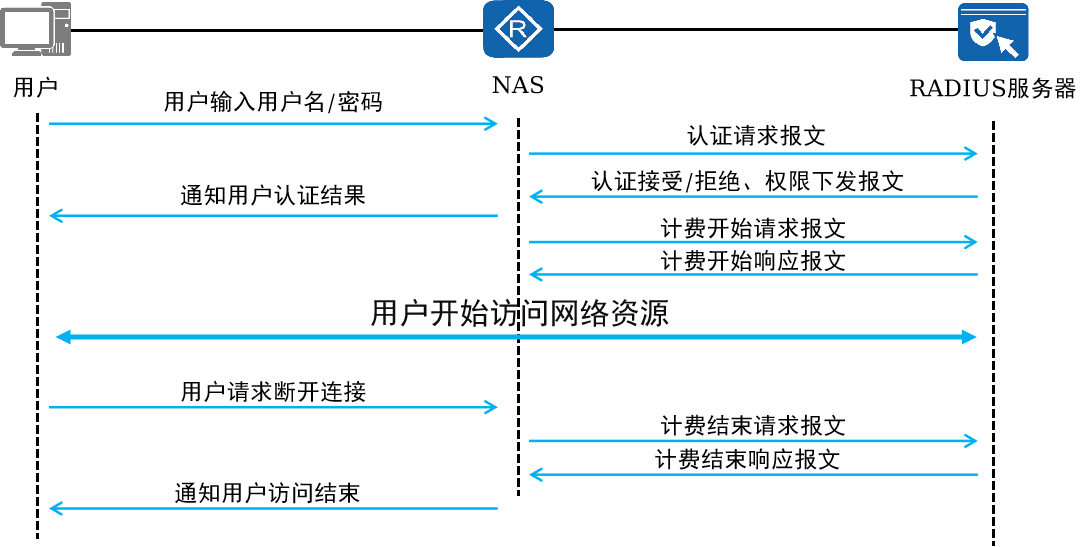 用户
NAS
RADIUS服务器
用户输入用户名/密码
认证请求报文
认证接受/拒绝、权限下发报文
通知用户认证结果
计费开始请求报文
计费开始响应报文
用户开始访问网络资源
用户请求断开连接
计费结束请求报文
计费结束响应报文
通知用户访问结束